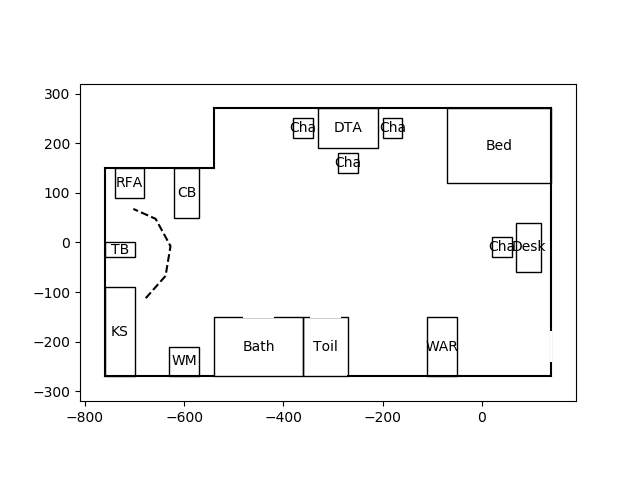 300
200
100
0
−100
−200
−300
−800
−600
−400
−200
0
Cha
DTA
Cha
Cha
Bed
RFA
CB
TB
Cha
Desk
KS
WM
Bath
Toil
WAR